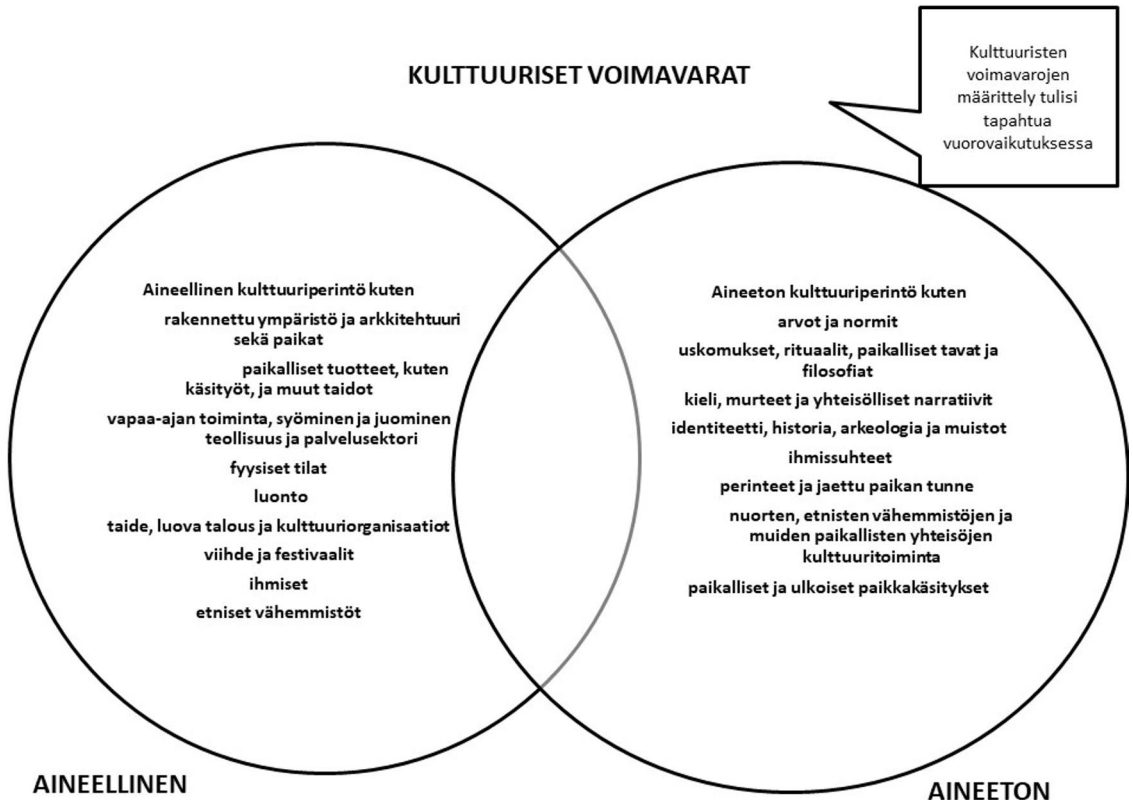 KULTTUURISET VOIMAVARAT
Kulttuuristen
voimavarojen
määrittely tulisi
tapahtua
vuorovaikutuksessa
Aineellinen kulttuuriperintö kuten
rakennettu ympäristö ja arkkitehtuuri
sekä paikat
paikalliset tuotteet, kuten
käsityöt, ja muut taidot
vapaa-ajan toiminta, syöminen ja juominen
teollisuus ja palvelusektori
fyysiset tilat
luonto
taide, luova talous ja kulttuuriorganisaatiot
viihde ja festivaalit
ihmiset
etniset vähemmistöt
Aineeton kulttuuriperintö kuten
arvot ja normit
uskomukset, rituaalit, paikalliset tavat ja
filosofiat
kieli, murteet ja yhteisölliset narratiivit
identiteetti, historia, arkeologia ja muistot
ihmissuhteet
perinteet ja jaettu paikan tunne
nuorten, etnisten vähemmistöjen ja
muiden paikallisten yhteisöjen
kulttuuritoiminta
paikalliset ja ulkoiset paikkakäsitykset
AINEELLINEN
AINEETON